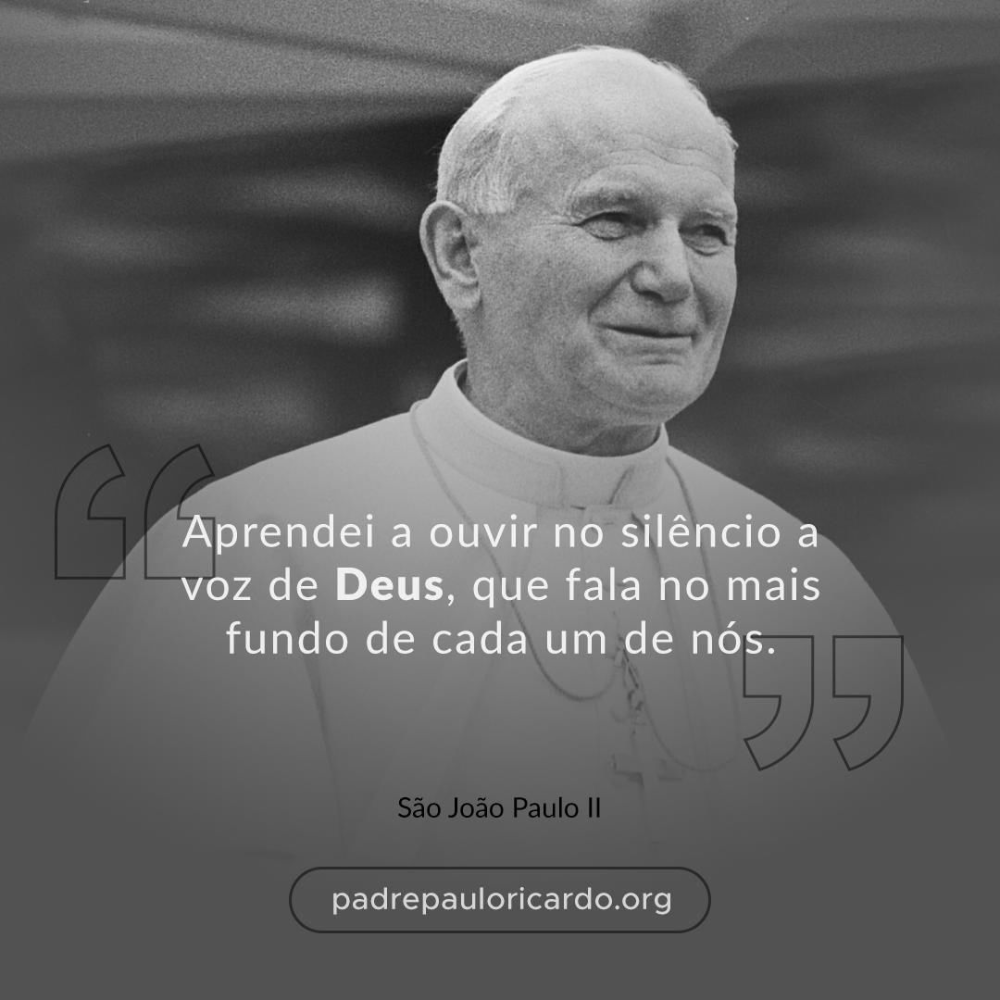 Aprendei a ouvir no silêncio a
voz de Deus, que fala no mais
fundo de cada um de nós.
São João Paulo II
padrepauloricardo.org